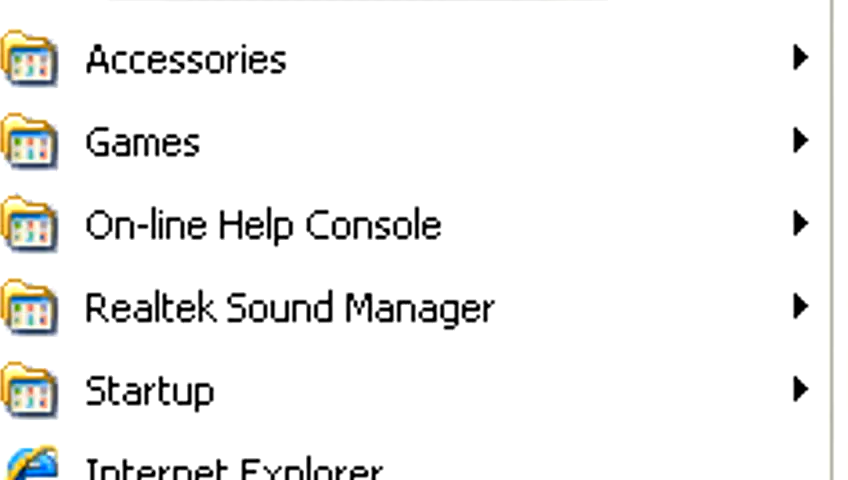 Accessories
Games
On-line Help Console
Realtek Sound Manager
Startup
Internet Explorer